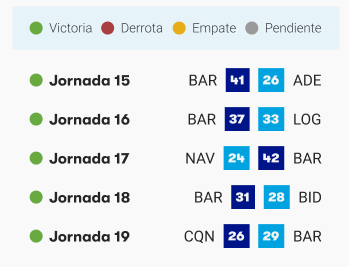 Victoria Derrota Empate Pendiente
Jornada 15 BAR 41 26 ADE
Jornada 16 BAR 37 33 LOG
Jornada 17 NAV 24 42 BAR
Jornada 18 BAR 31 28 BID
Jornada 19 CQN 26 29 BAR